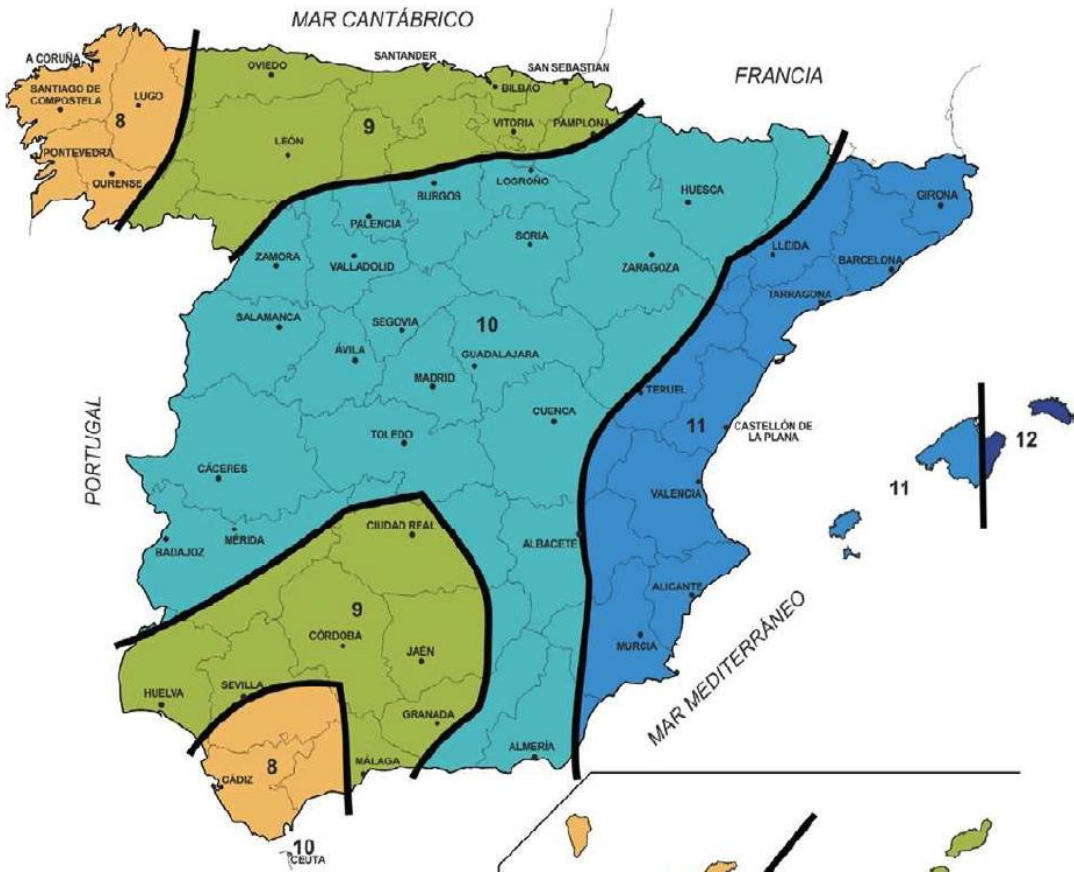 MAR CANTÁBRICO
A CORUÑA
OVIEDO
SANTANDER
SAN SEBASTIAN
FRANCIA
BILBAO
SANTIAGO DE
COMPOSTELA
LUGO
8
9
VITORIA
PAMPLONA
LEÓN
PONTEVEDRA
OURENSE
LOGROÑO
BURGOS
HUESCA
GIRONA
PALENCIA
SORIA
ZAMORA
VALLADOLID
ZARAGOZA
LLEIDA
BARCELONA
TARRAGONA
SALAMANCA
SEGOVIA
10
ÁVILA
GUADALAJARA
MADRID
TERUEL
PORTUGAL
CUENCA
11
CASTELLÓN DE
LA PLANA
12
TOLEDO
CÁCERES
VALENCIA
11
CIUDAD REAL
BADAJOZ
MÉRIDA
ALBACETE
ALICANTE
9
CÓRDOBA
MURCIA
JAÉN
MAR MEDITERRÁNEO
HUELVA
SEVILLA
GRANADA
ALMERÍA
8
MÁLAGA
CÁDIZ
10
CEUTA